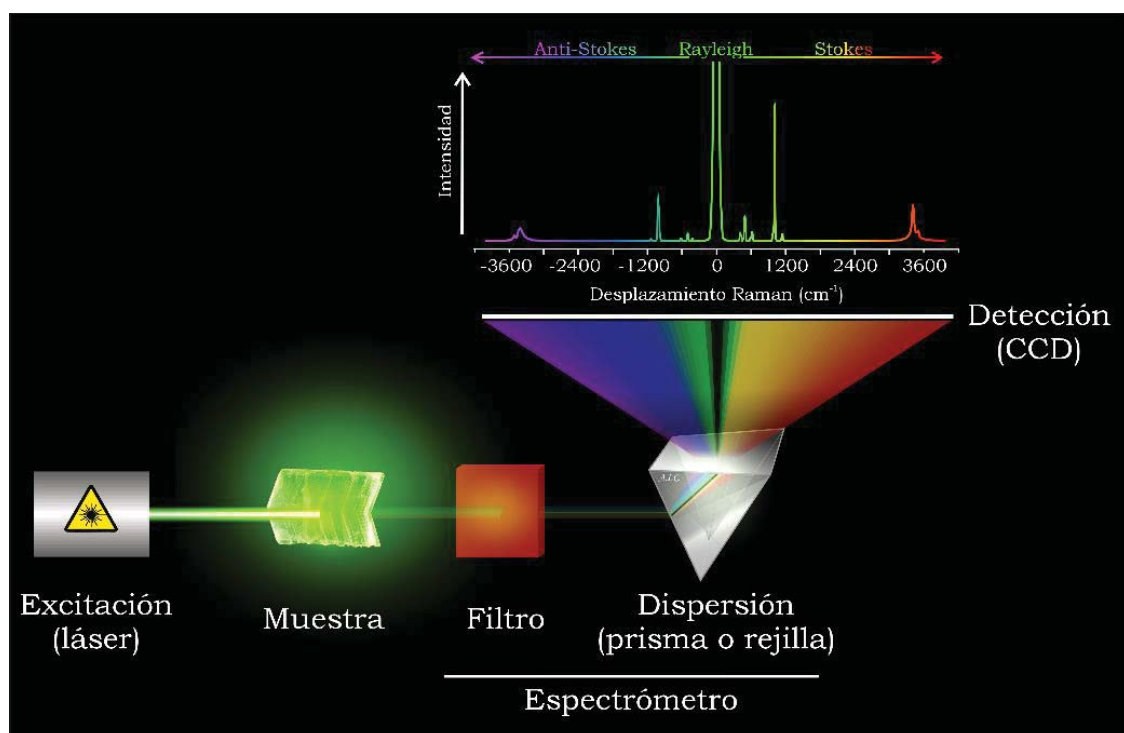 Anti-Stokes Rayleigh Stokes
Intensidad
-3600 -2400 -1200 0 1200 2400 3600
Desplazamiento Raman (cm⁻¹)
Detección
(CCD)
Excitación
(láser)
Muestra
Filtro
Dispersión
(prisma o rejilla)
Espectrómetro